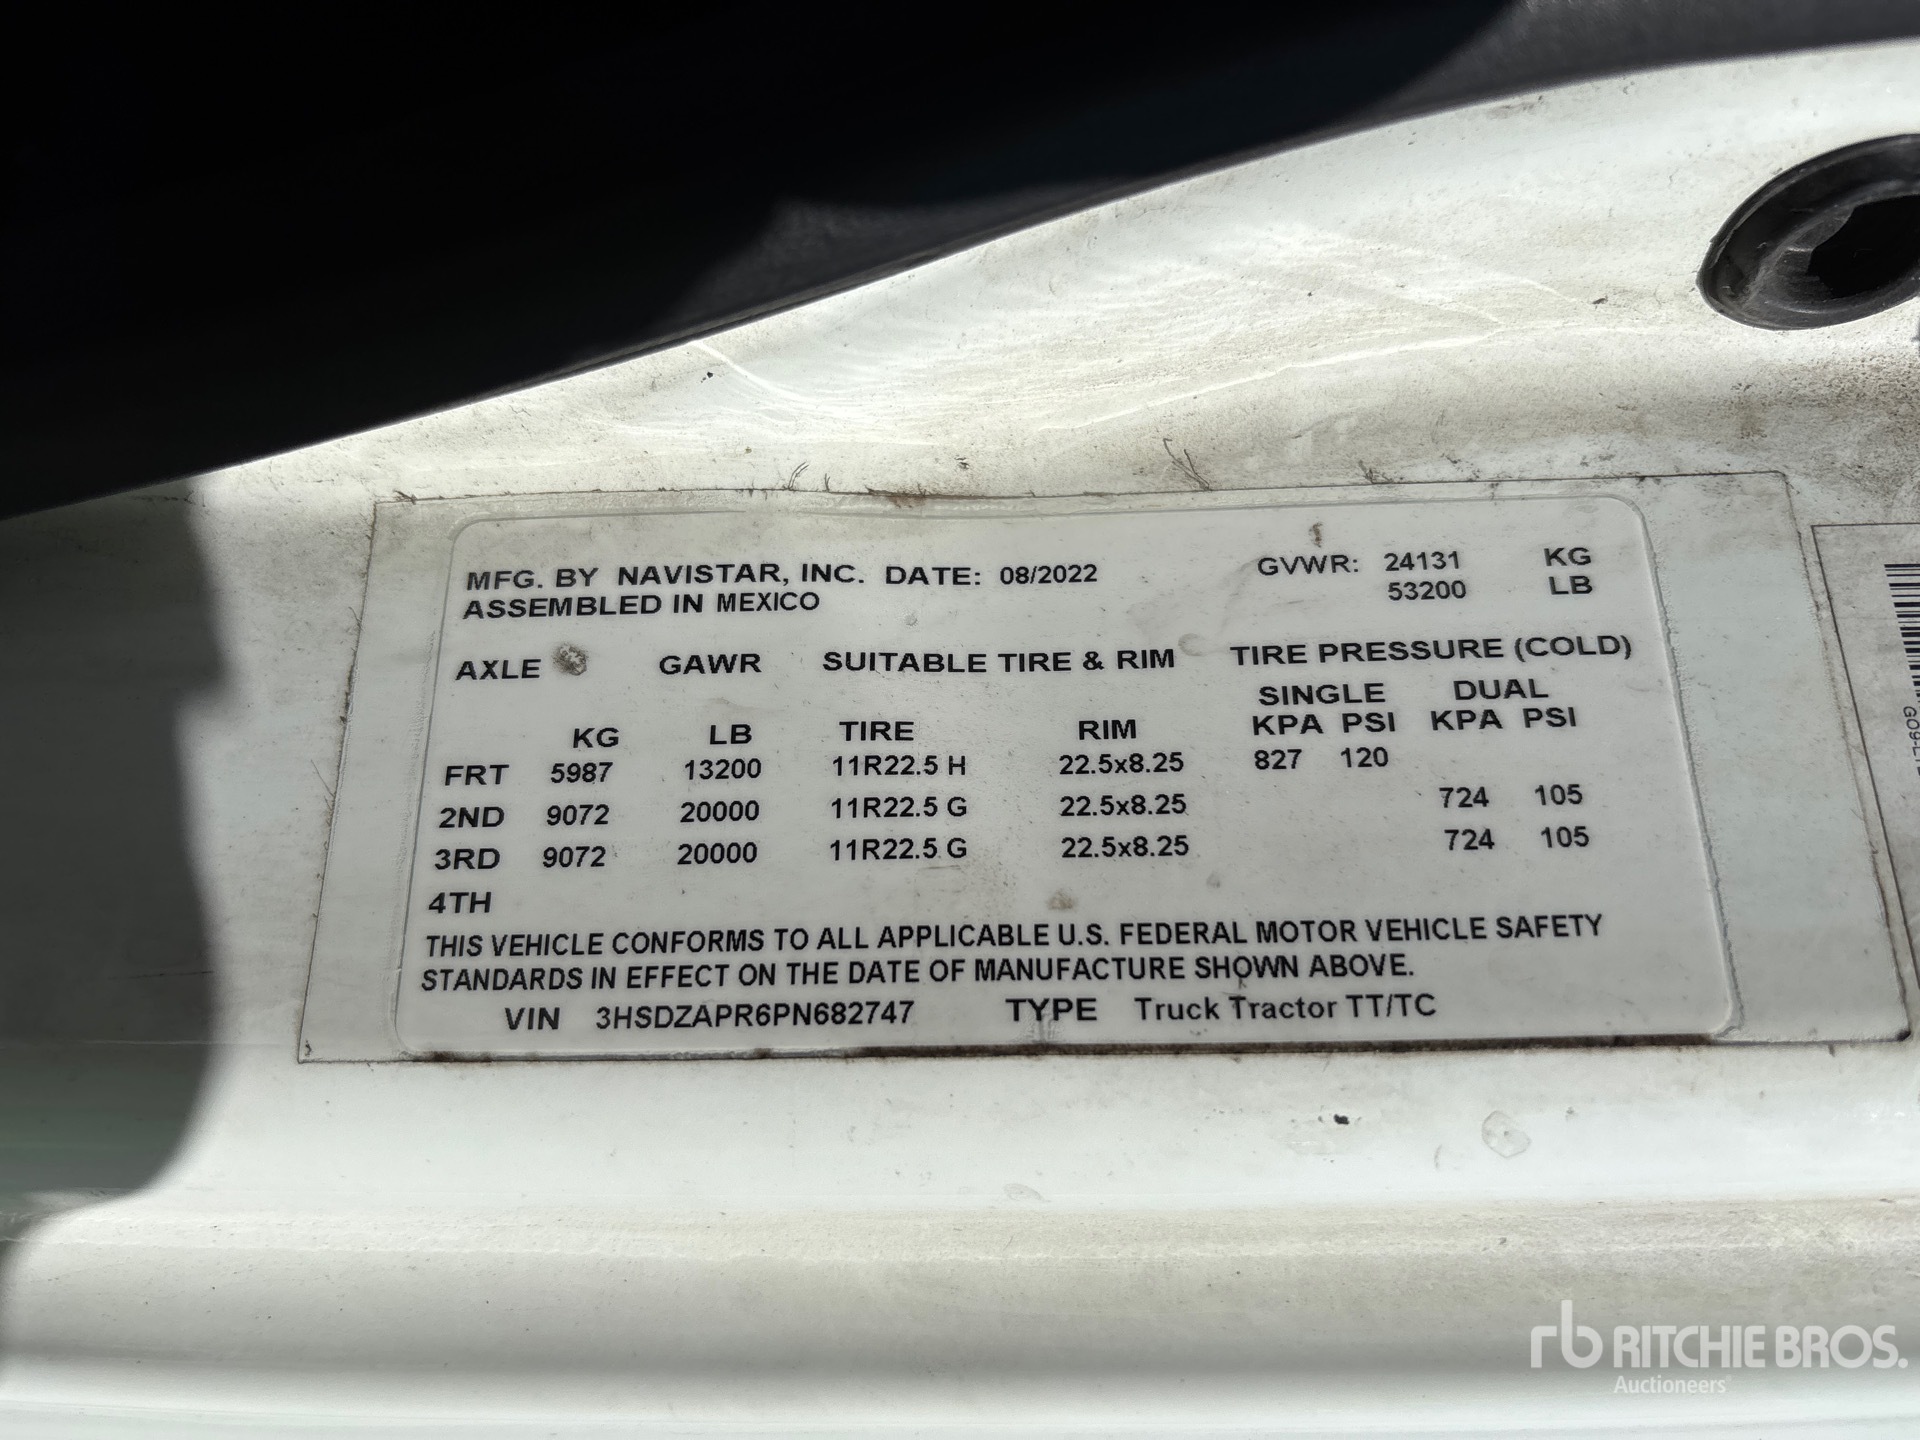 MFG. BY NAVISTAR, INC. DATE: 08/2022 GVWR: 24131 KG
ASSEMBLED IN MEXICO 53200 LB
AXLE GAWR SUITABLE TIRE & RIM TIRE PRESSURE (COLD)
SINGLE DUAL
KG LB TIRE RIM KPA PSI KPA PSI
FRT 5987 13200 11R22.5 H 22.5x8.25 827 120
2ND 9072 20000 11R22.5 G 22.5x8.25 724 105
3RD 9072 20000 11R22.5 G 22.5x8.25 724 105
4TH
THIS VEHICLE CONFORMS TO ALL APPLICABLE U.S. FEDERAL MOTOR VEHICLE SAFETY
STANDARDS IN EFFECT ON THE DATE OF MANUFACTURE SHOWN ABOVE.
VIN 3HSDZAPR6PN682747 TYPE Truck Tractor TT/TC
rb RITCHIE BROS.
Auctioneers